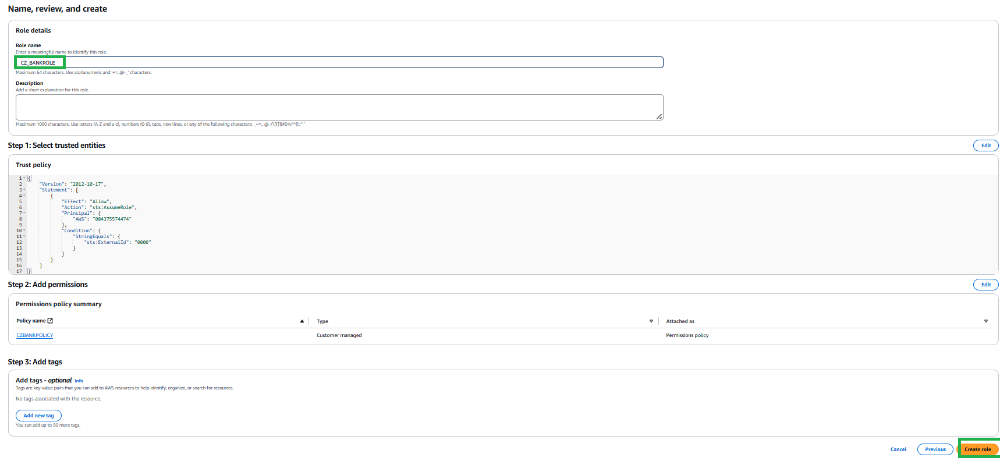 Name, review, and create
Role details
Role name
Enter a meaningful name to identify this role.
CZ_BANKROLE
Maximum 64 characters. Use alphanumeric and '+=,.@-_' characters.
Description
Add a short explanation for this role.
Maximum 1000 characters. Use letters (A-Z and a-z), numbers (0-9), tabs, new lines, or any of the following characters: _+=,. @-/\[{}]!#$%^*();:"'`
Step 1: Select trusted entities
Edit
Trust policy
1 {
2 "Version": "2012-10-17",
3 "Statement": [
4 {
5 "Effect": "Allow",
6 "Action": "sts:AssumeRole",
7 "Principal": {
8 "AWS": "084375574474"
9 },
10 "Condition": {
11 "StringEquals": {
12 "sts:ExternalId": "0000"
13 }
14 }
15 }
16 ]
17 }
Step 2: Add permissions
Edit
Permissions policy summary
Policy name Type Attached as
CZBANKPOLICY Customer managed Permissions policy
Step 3: Add tags
Add tags - optional Info
Tags are key-value pairs that you can add to AWS resources to help identify, organize, or search for resources.
No tags associated with the resource.
Add new tag
You can add up to 50 more tags.
Cancel Previous Create role